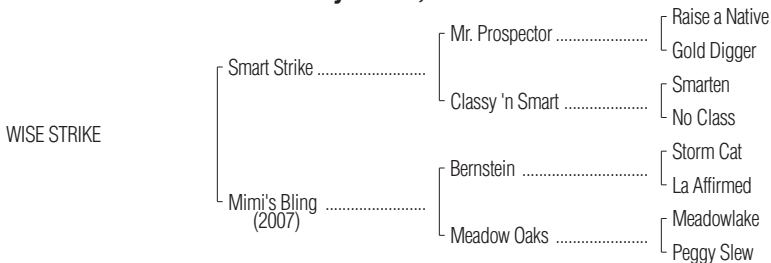 Raise a Native
Mr. Prospector ......................
Gold Digger
Smart Strike ..........................
Smarten
Classy 'n Smart ....................
No Class
WISE STRIKE
Storm Cat
Bernstein ..............................
La Affirmed
Mimi's Bling ........................
(2007)
Meadowlake
Meadow Oaks ......................
Peggy Slew